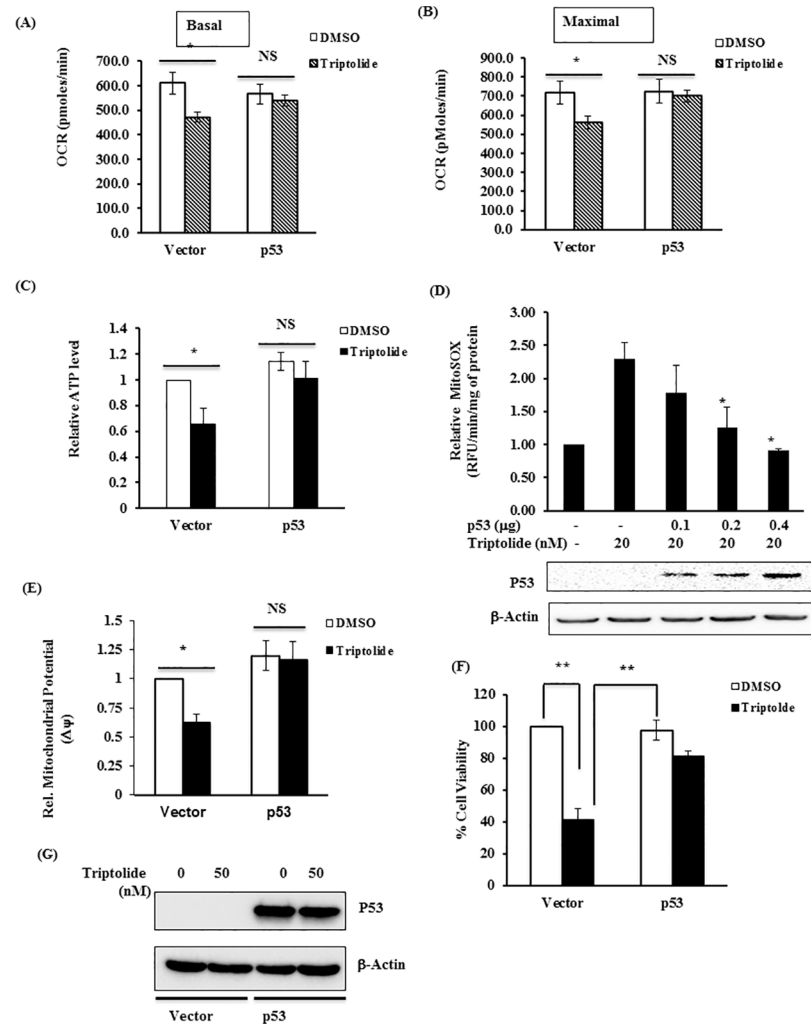 (A)
Basal
DMSO
Triptolide
*
NS
OCR (pmoles/min)
700.0
600.0
500.0
400.0
300.0
200.0
100.0
0.0
Vector
p53
(B)
Maximal
DMSO
Triptolide
*
NS
OCR (pMoles/min)
900.0
800.0
700.0
600.0
500.0
400.0
300.0
200.0
100.0
0.0
Vector
p53
(C)
DMSO
Triptolide
*
NS
Relative ATP level
1.4
1.2
1
0.8
0.6
0.4
0.2
0
Vector
p53
(D)
Relative MitoSOX
(RFU/min/mg of protein)
3.00
2.50
2.00
1.50
1.00
0.50
0.00
*
*
p53 (µg) - - 0.1 0.2 0.4
Triptolide (nM) - 20 20 20 20
P53
β-Actin
(E)
DMSO
Triptolide
*
NS
Rel. Mitochondrial Potential
(Δψ)
1.5
1.25
1
0.75
0.5
0.25
0
Vector
p53
(F)
DMSO
Triptolde
**
**
% Cell Viability
120
100
80
60
40
20
0
Vector
p53
(G)
Triptolide 0 50 0 50
(nM)
P53
β-Actin
Vector
p53